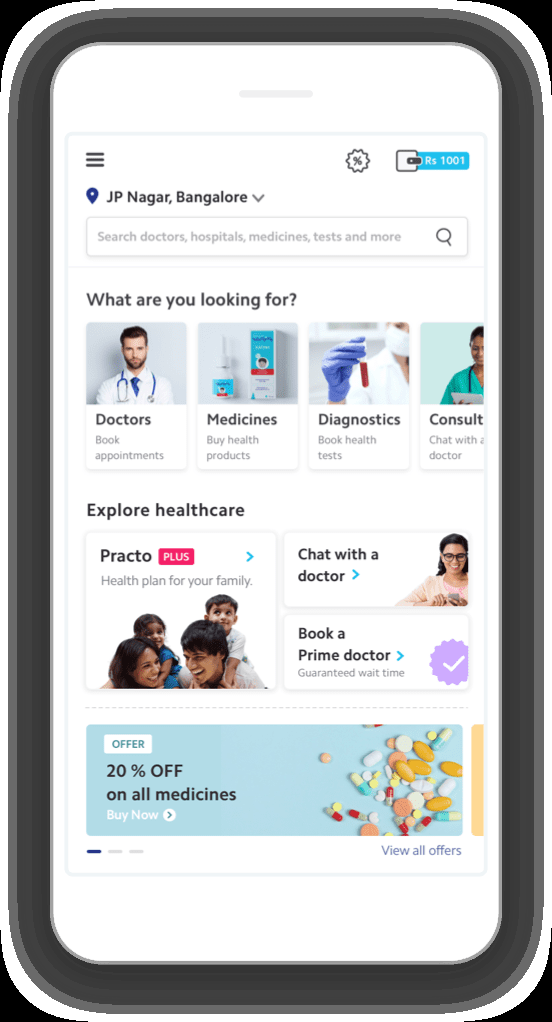 Rs 1001
JP Nagar, Bangalore
Search doctors, hospitals, medicines, tests and more
What are you looking for?
Doctors
Book
appointments
Medicines
Buy health
products
Diagnostics
Book health
tests
Consult
Chat with a
doctor
Explore healthcare
Practo PLUS
Health plan for your family.
Chat with a
doctor
Book a
Prime doctor
Guaranteed wait time
OFFER
20 % OFF
on all medicines
Buy Now
View all offers